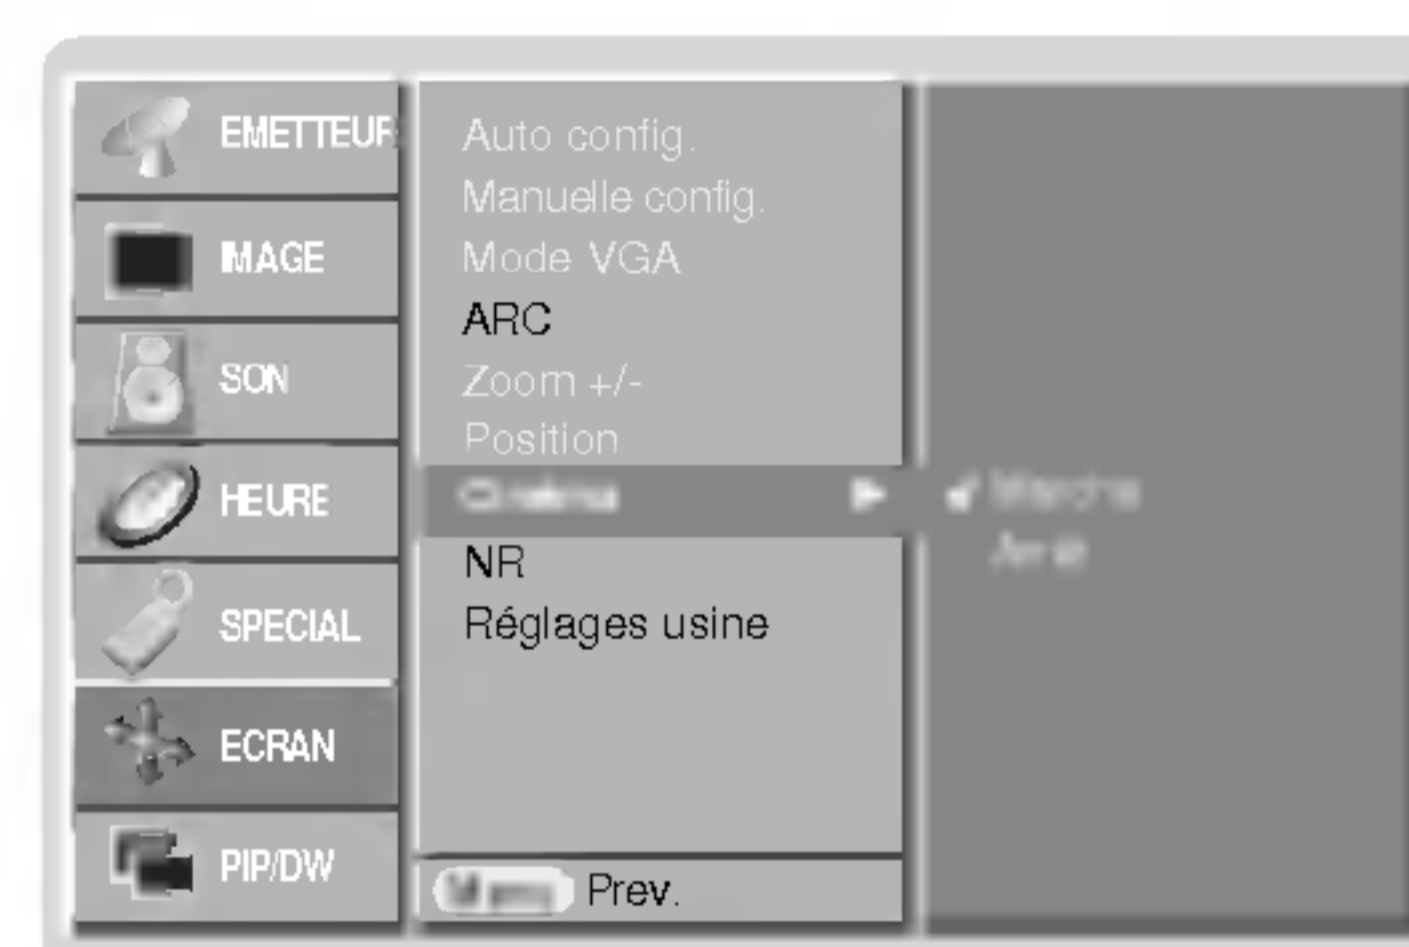 EMETTEUR
IMAGE
SON
HEURE
SPECIAL
ECRAN
PIP/DW
Auto config.
Manuelle config.
Mode VGA
ARC
Zoom +/-
Position
NR
Réglages usine
Prev.